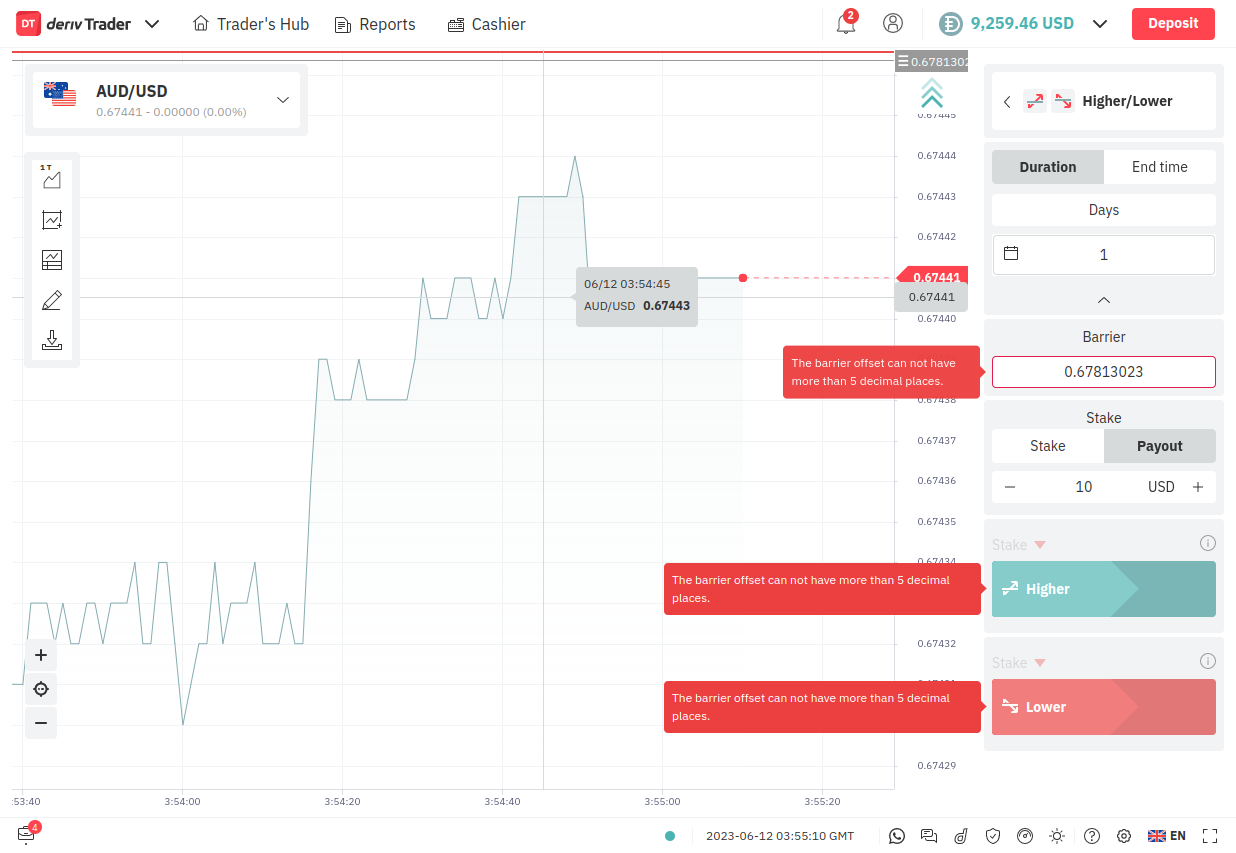 DT deriv Trader
Trader's Hub
Reports
Cashier
2
9,259.46 USD
Deposit
AUD/USD
0.67441 - 0.00000 (0.00%)
1T
0.6781302
0.67445
0.67444
0.67443
0.67442
0.67441
0.67441
0.67440
0.67438
0.67437
0.67436
0.67435
0.67434
0.67432
0.67431
0.67429
06/12 03:54:45
AUD/USD 0.67443
:53:40
3:54:00
3:54:20
3:54:40
3:55:00
3:55:20
Higher/Lower
Duration
End time
Days
1
Barrier
0.67813023
The barrier offset can not have
more than 5 decimal places.
Stake
Stake
Payout
10
USD
Stake
Higher
The barrier offset can not have more than 5 decimal
places.
Stake
Lower
The barrier offset can not have more than 5 decimal
places.
4
2023-06-12 03:55:10 GMT
EN